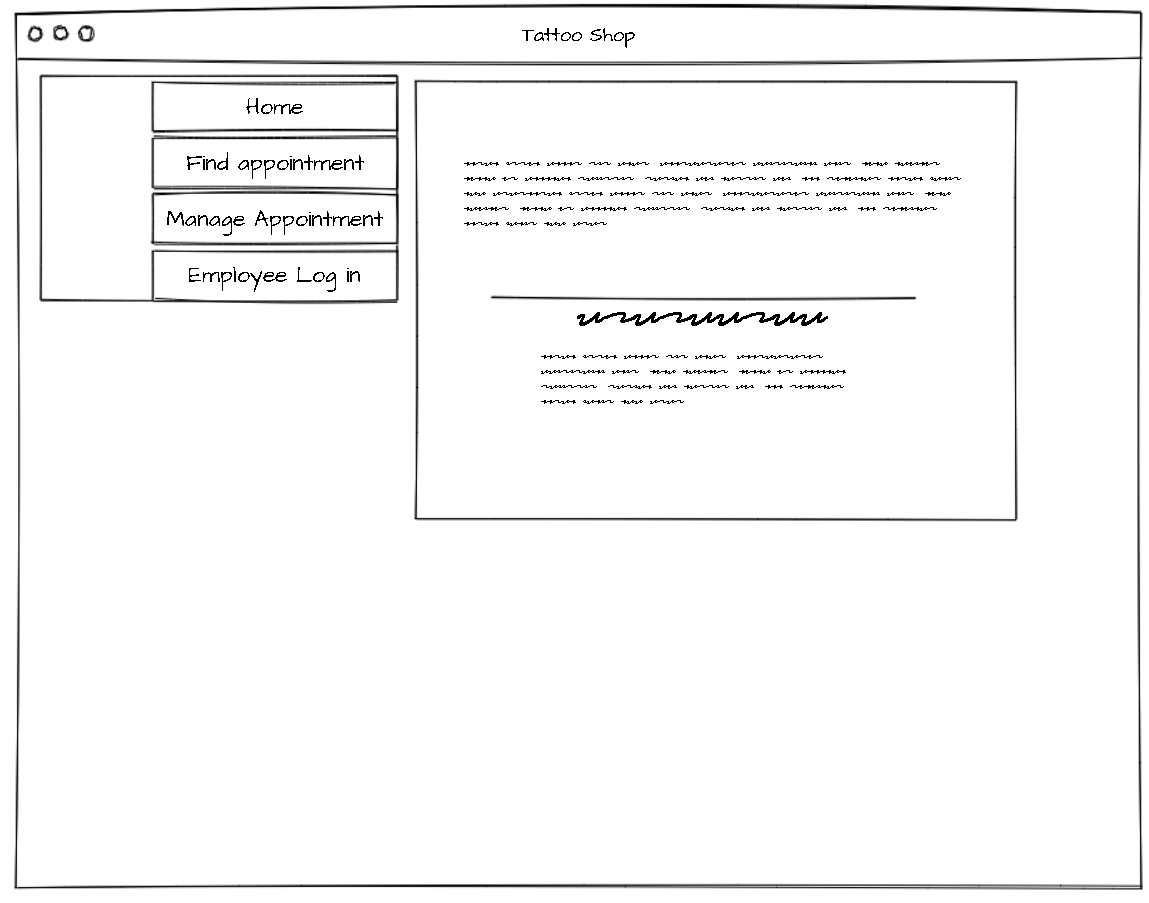 Tattoo Shop
Home
Find appointment
Manage Appointment
Employee Log in